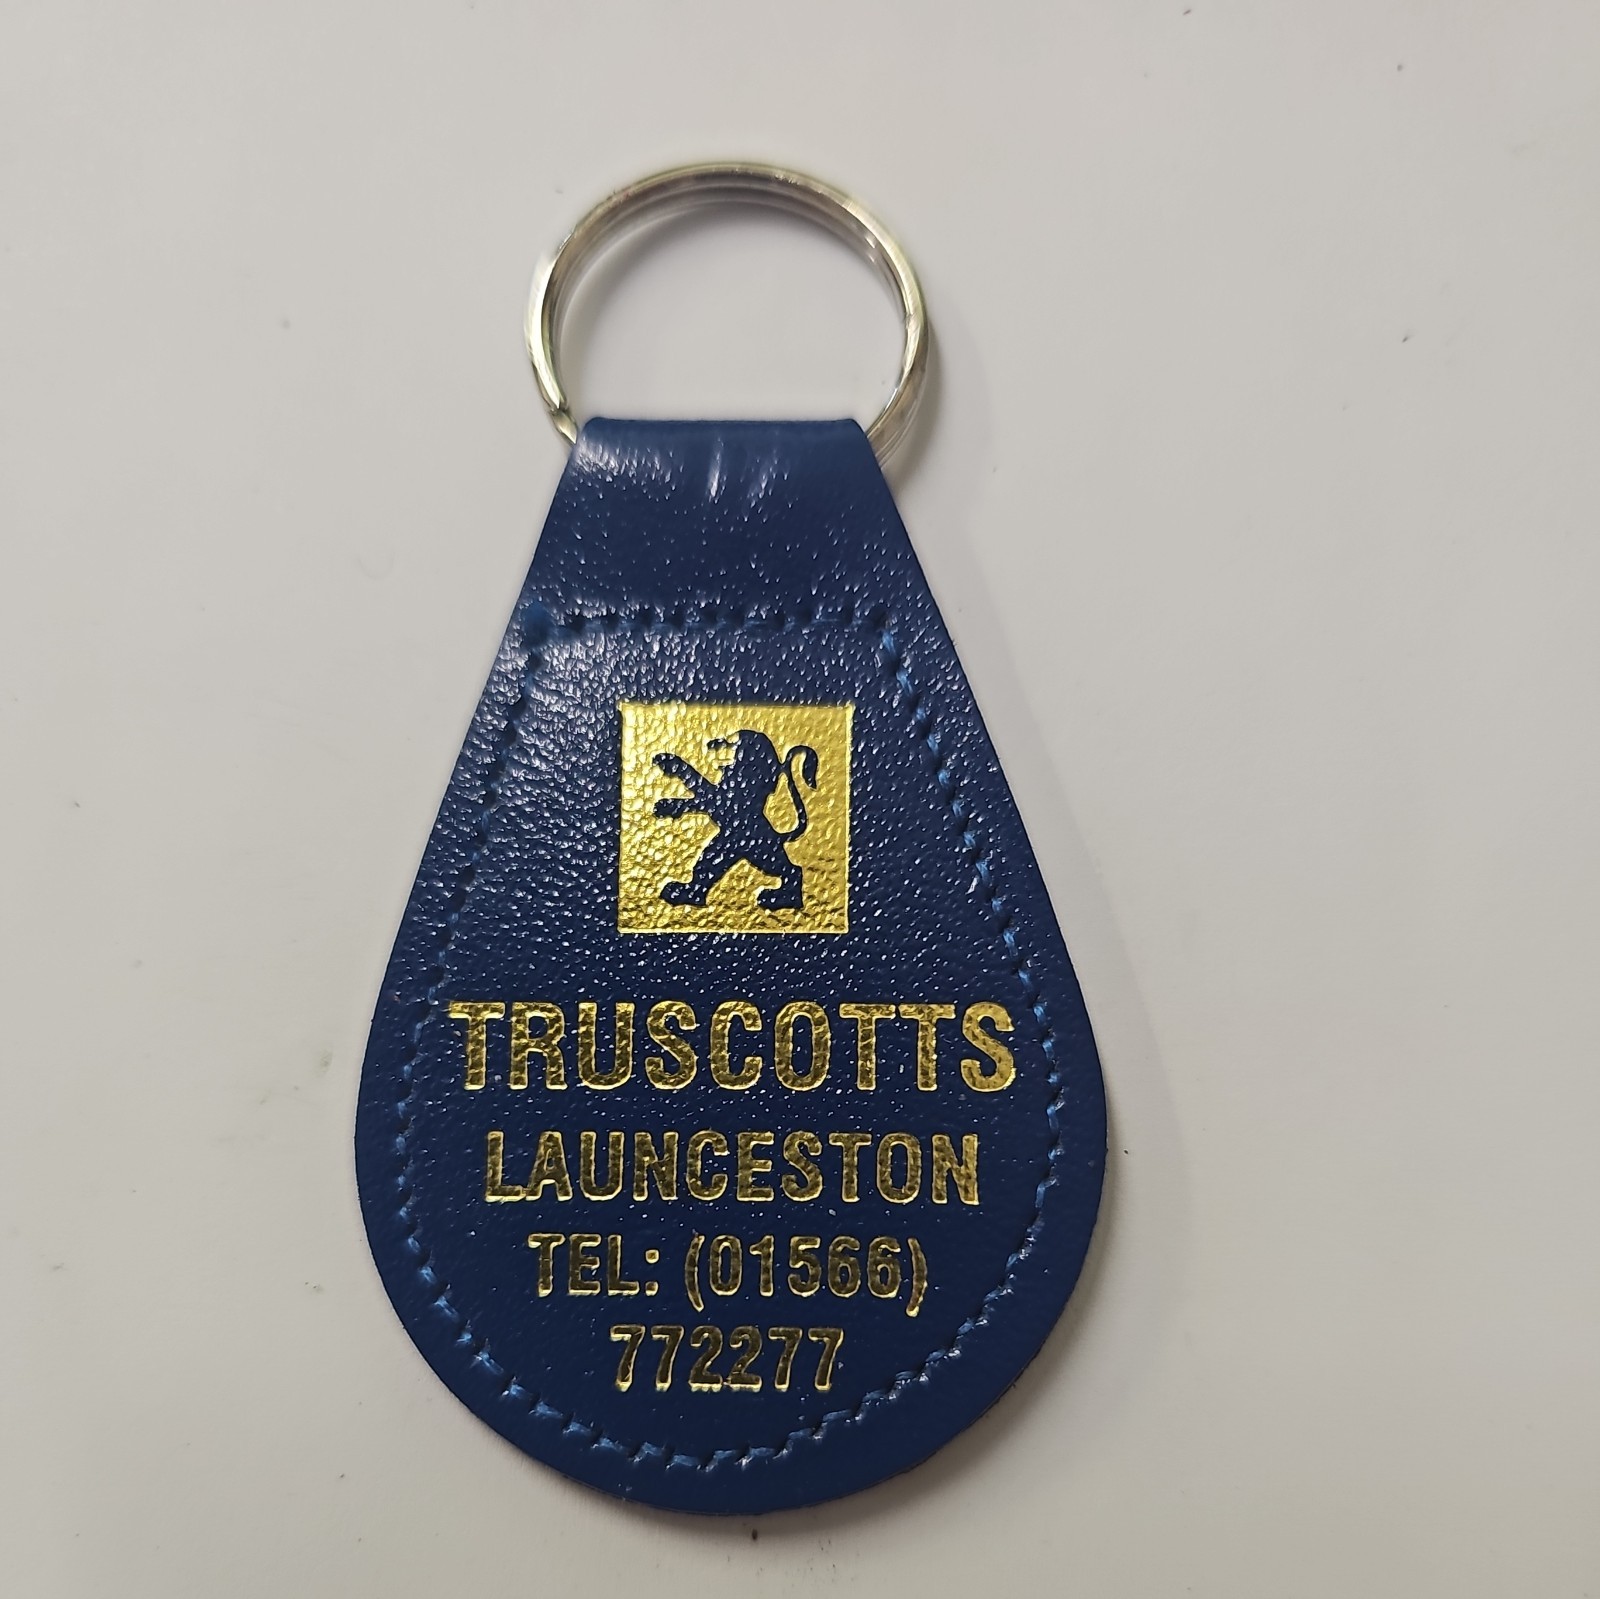 TRUSCOTTS
LAUNCESTON
TEL: (01566)
772277